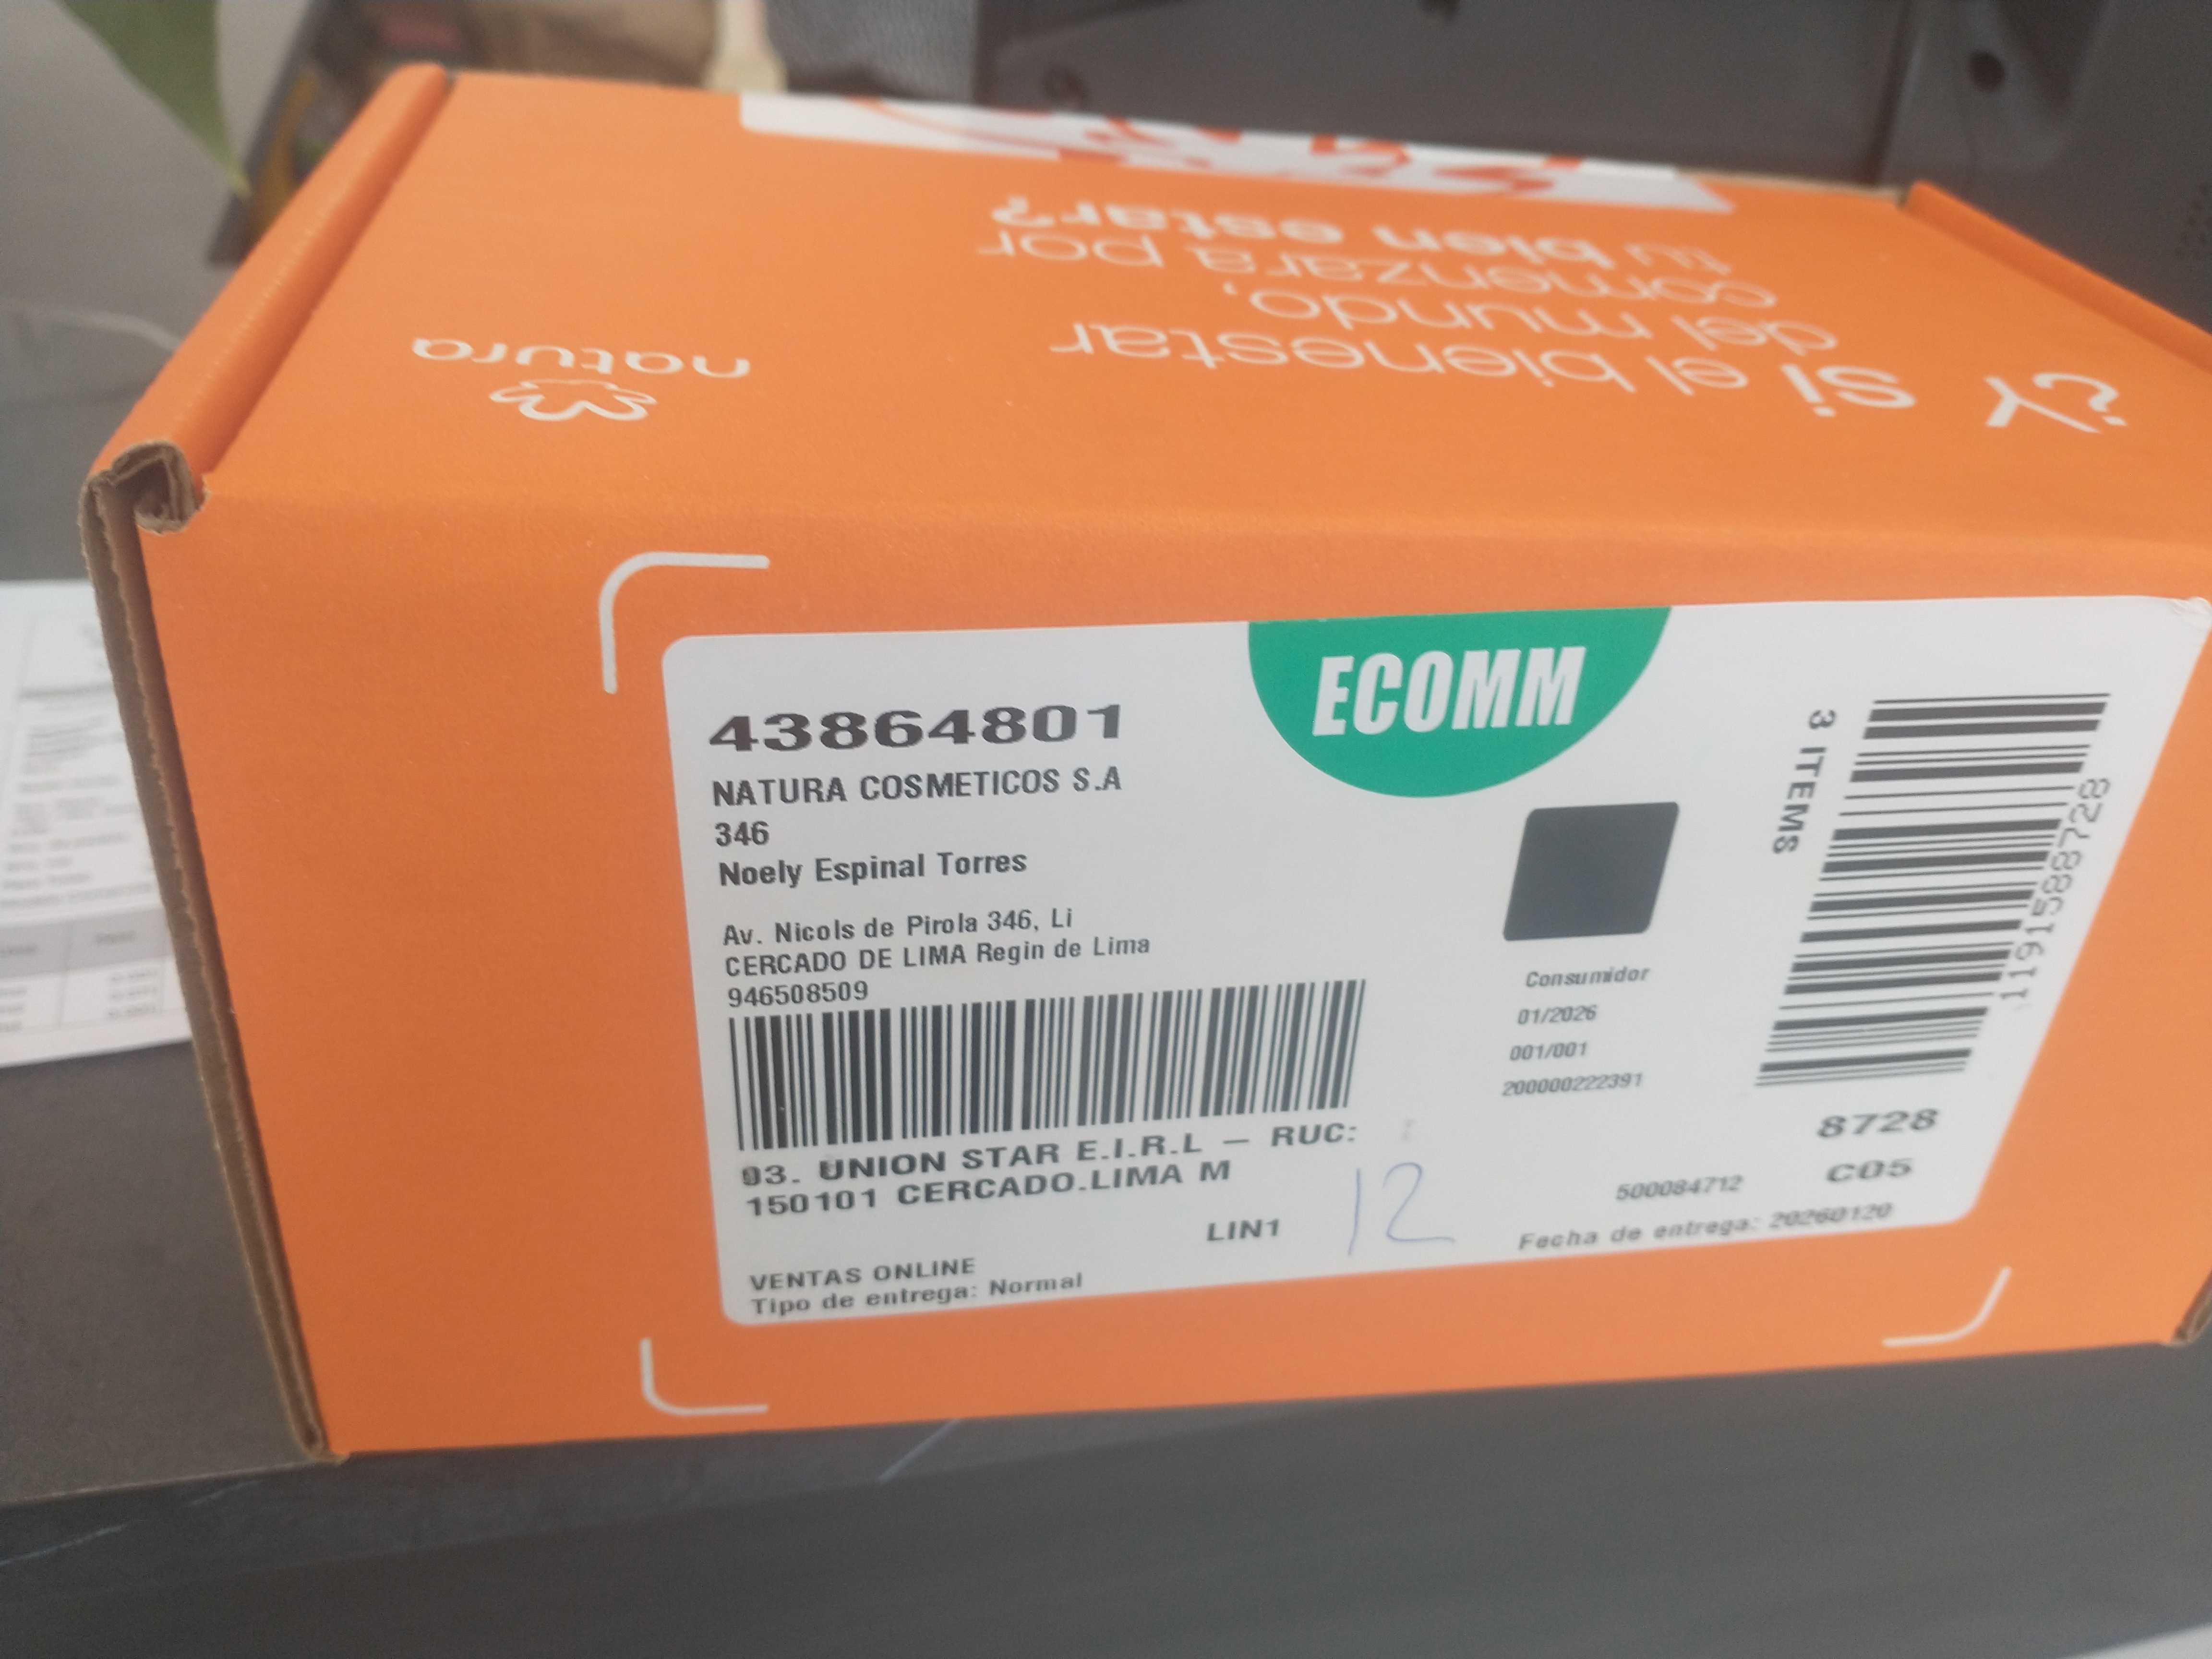 ¿Y si el bienestar
del mundo,
comenzara por
tu bien estar?
natura
ECOMM
43864801
NATURA COSMETICOS S.A
346
Noely Espinal Torres
Av. Nicols de Pirola 346, Li
CERCADO DE LIMA Regin de Lima
946508509
93. UNION STAR E.I.R.L — RUC:
150101 CERCADO.LIMA M
LIN1
12
VENTAS ONLINE
Tipo de entrega: Normal
3 ITEMS
1191588728
Consumidor
01/2026
001/001
200000222391
8728
C05
500084712
Fecha de entrega: 20260120